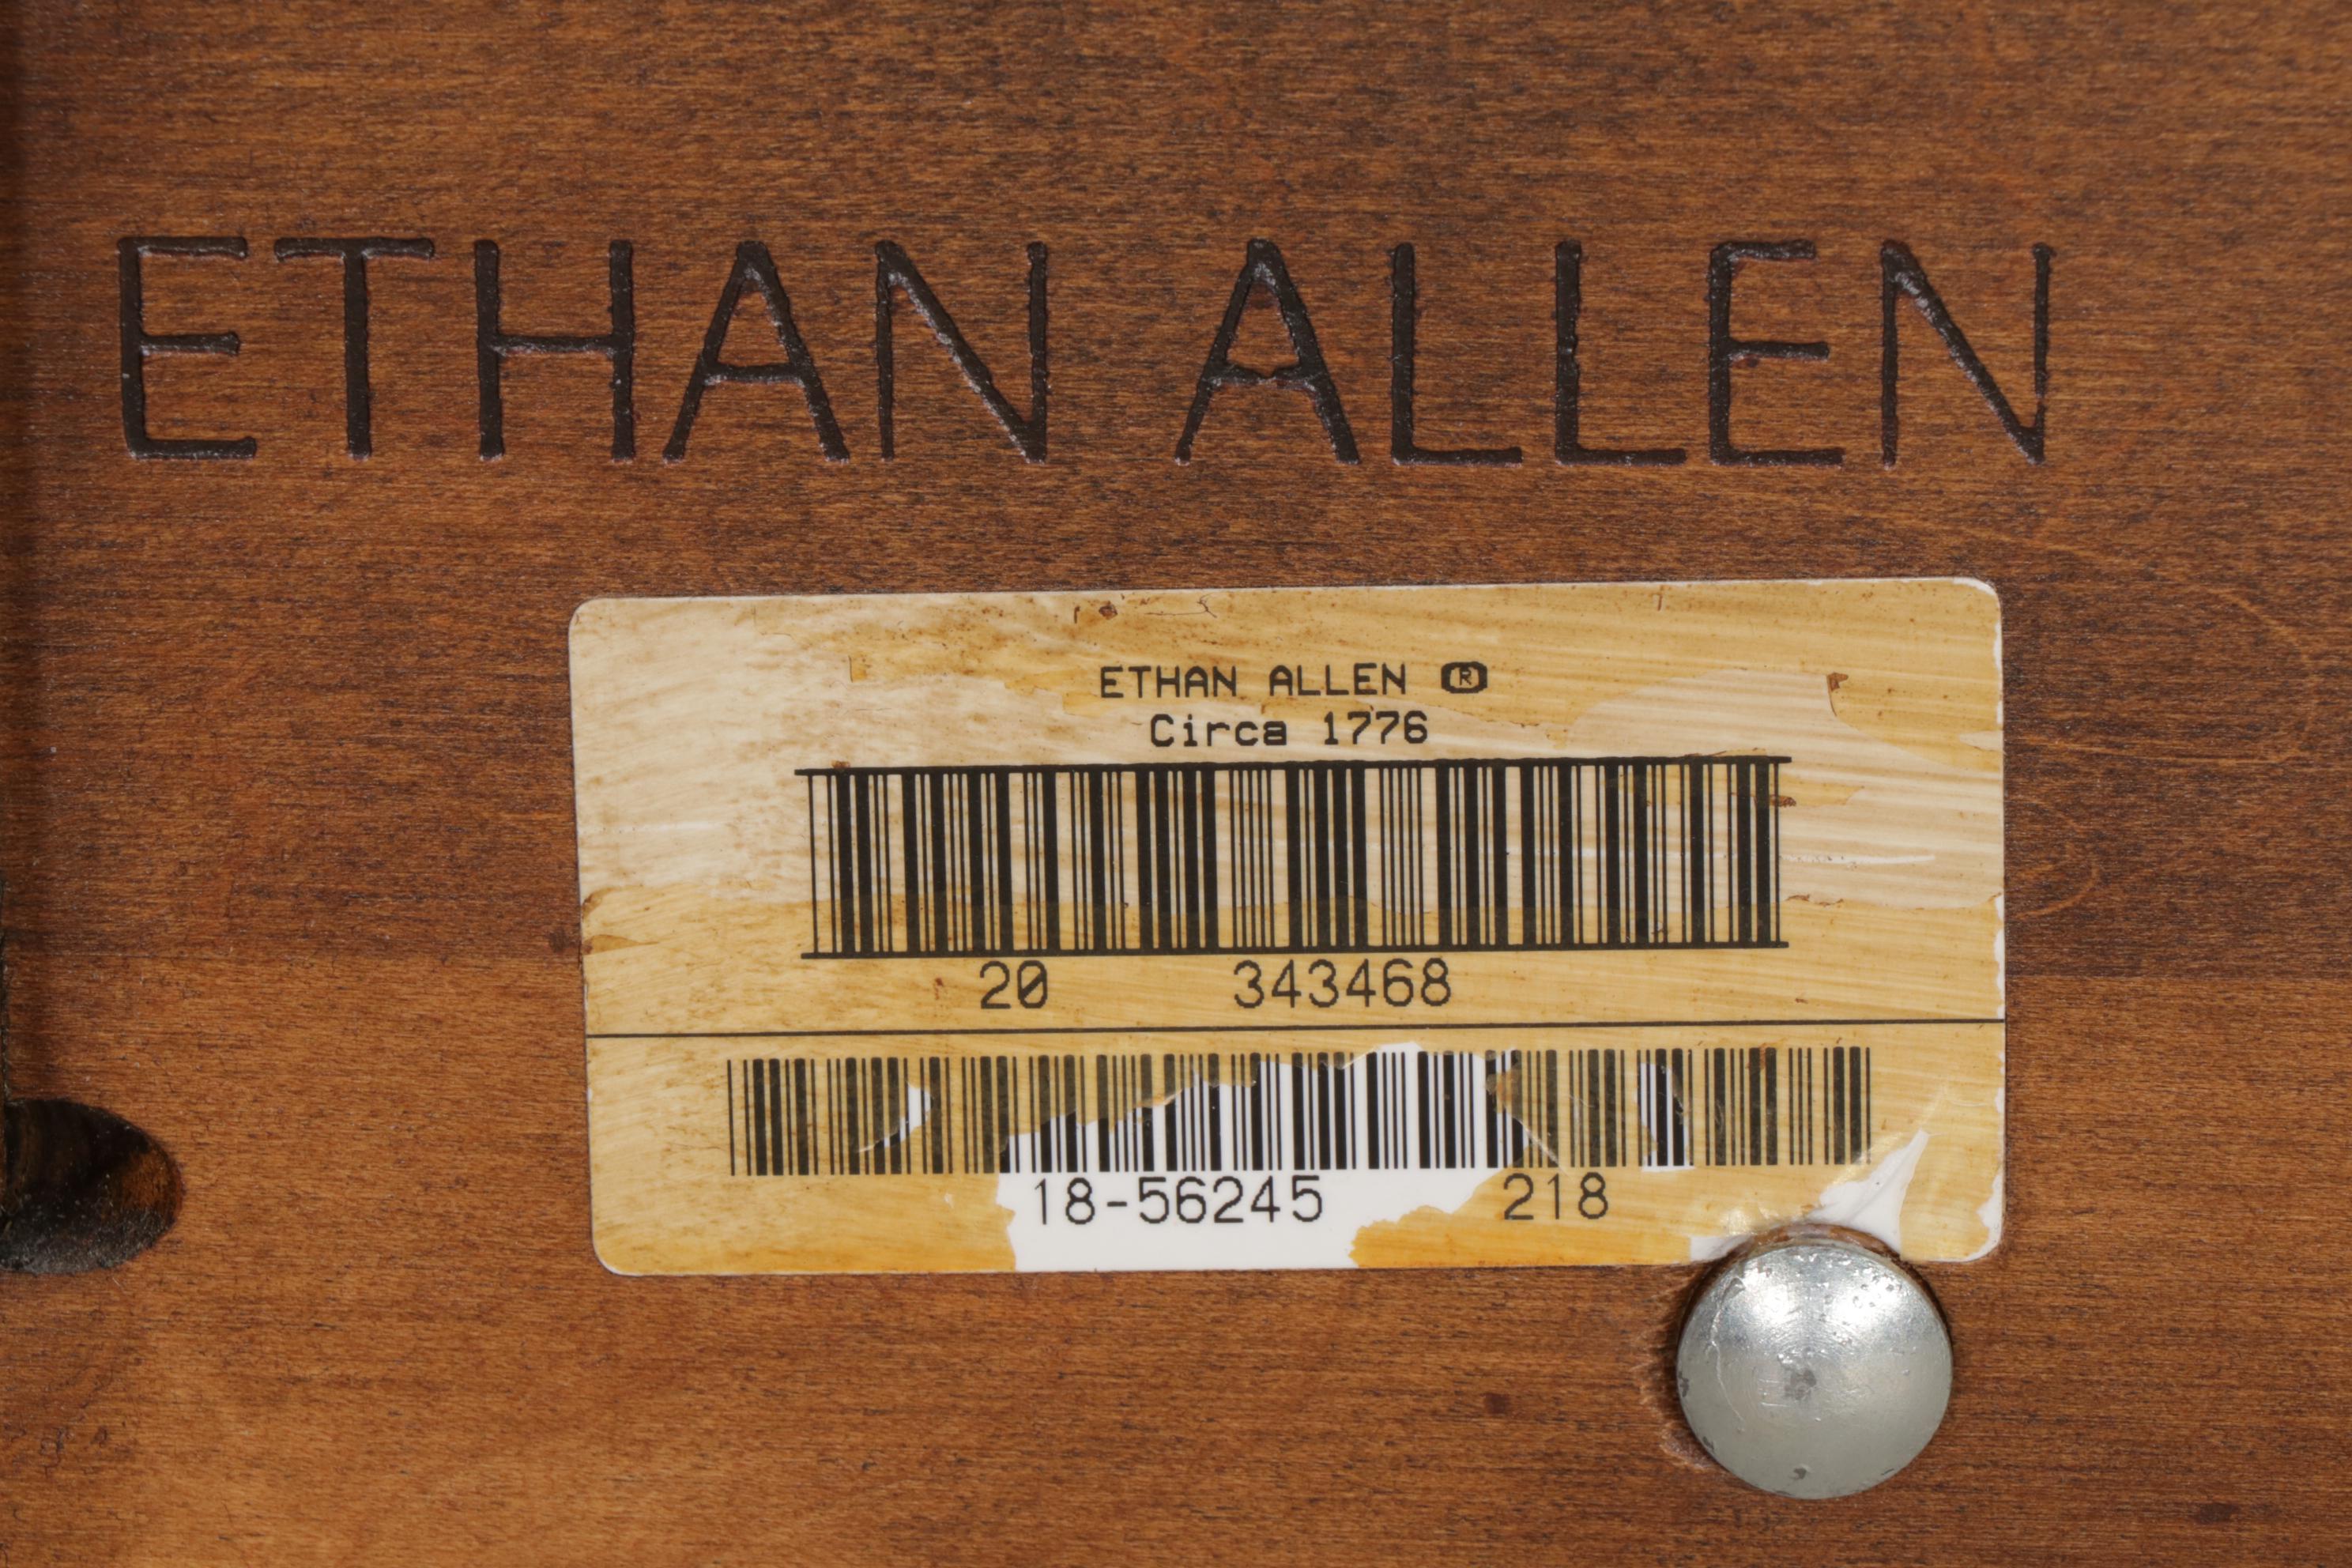 ETHAN ALLEN
ETHAN ALLEN ®
Circa 1776
20 343468
18-56245 218